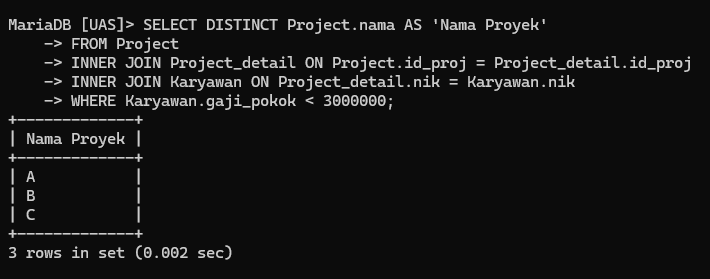 MariaDB [UAS]> SELECT DISTINCT Project.nama AS 'Nama Proyek'
    -> FROM Project
    -> INNER JOIN Project_detail ON Project.id_proj = Project_detail.id_proj
    -> INNER JOIN Karyawan ON Project_detail.nik = Karyawan.nik
    -> WHERE Karyawan.gaji_pokok < 3000000;
+-------------+
| Nama Proyek |
+-------------+
| A           |
| B           |
| C           |
+-------------+
3 rows in set (0.002 sec)